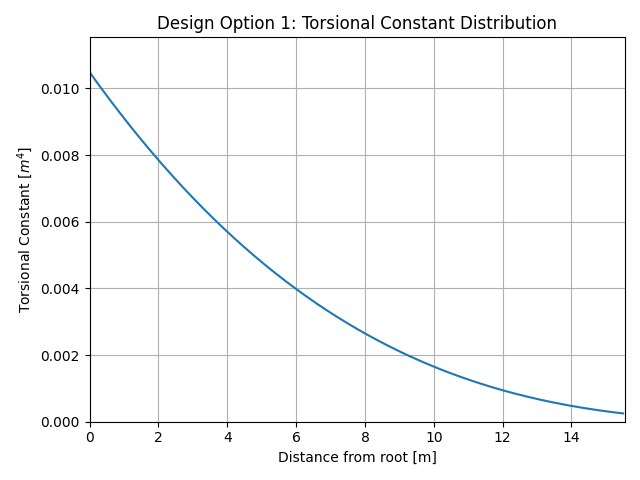 Design Option 1: Torsional Constant Distribution
0.010
0.008
0.006
0.004
0.002
0.000
Torsional Constant [m⁴]
0 2 4 6 8 10 12 14
Distance from root [m]